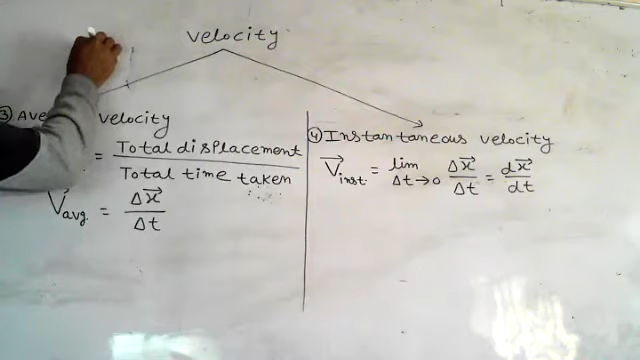 velocity
③ Ave velocity
= Total displacement / Total time taken
V⃗avg. = Δx⃗ / Δt
④ Instantaneous velocity
V⃗inst. = lim Δt→0 Δx⃗ / Δt = dx⃗ / dt